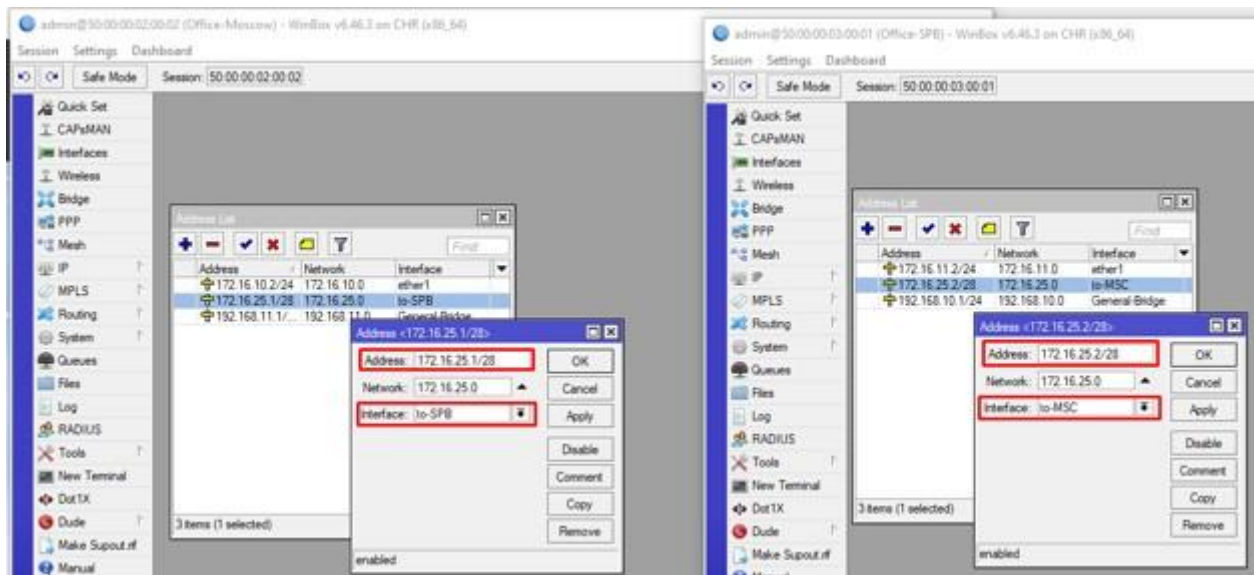 admin@50:00:00:02:00:02 (Office-Moscow) - WinBox v6.46.3 on CHR (x86_64)
Session Settings Dashboard
Safe Mode Session: 50:00:00:02:00:02
Quick Set
CAPsMAN
Interfaces
Wireless
Bridge
PPP
Mesh
IP
MPLS
Routing
System
Queues
Files
Log
RADIUS
Tools
New Terminal
Dot1X
Dude
Make Supout.rif
Manual
Address List
Find
Address Network Interface
172.16.10.2/24 172.16.10.0 ether1
172.16.25.1/28 172.16.25.0 to-SPB
192.168.11.1/... 192.168.11.0 General-Bridge
3 items (1 selected)
Address <172.16.25.1/28>
Address: 172.16.25.1/28
Network: 172.16.25.0
Interface: to-SPB
OK
Cancel
Apply
Disable
Comment
Copy
Remove
enabled
admin@50:00:00:03:00:01 (Office-SPB) - WinBox v6.46.3 on CHR (x86_64)
Session Settings Dashboard
Safe Mode Session: 50:00:00:03:00:01
Quick Set
CAPsMAN
Interfaces
Wireless
Bridge
PPP
Mesh
IP
MPLS
Routing
System
Queues
Files
Log
RADIUS
Tools
New Terminal
Dot1X
Dude
Make Supout.rif
Address List
Find
Address Network Interface
172.16.11.2/24 172.16.11.0 ether1
172.16.25.2/28 172.16.25.0 to-MSC
192.168.10.1/24 192.168.10.0 General-Bridge
3 items (1 selected)
Address <172.16.25.2/28>
Address: 172.16.25.2/28
Network: 172.16.25.0
Interface: to-MSC
OK
Cancel
Apply
Disable
Comment
Copy
Remove
enabled